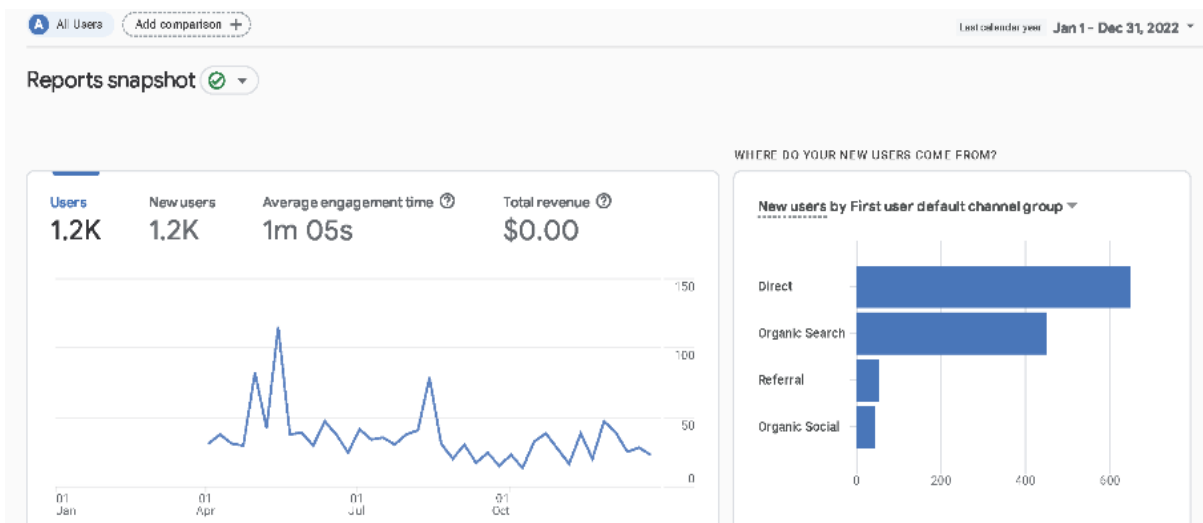 A All Users Add comparison +
Last calendar year Jan 1 - Dec 31, 2022
Reports snapshot
WHERE DO YOUR NEW USERS COME FROM?
Users
1.2K
New users
1.2K
Average engagement time
1m 05s
Total revenue
$0.00
150
100
50
0
01 Jan
01 Apr
01 Jul
01 Oct
New users by First user default channel group
Direct
Organic Search
Referral
Organic Social
0 200 400 600